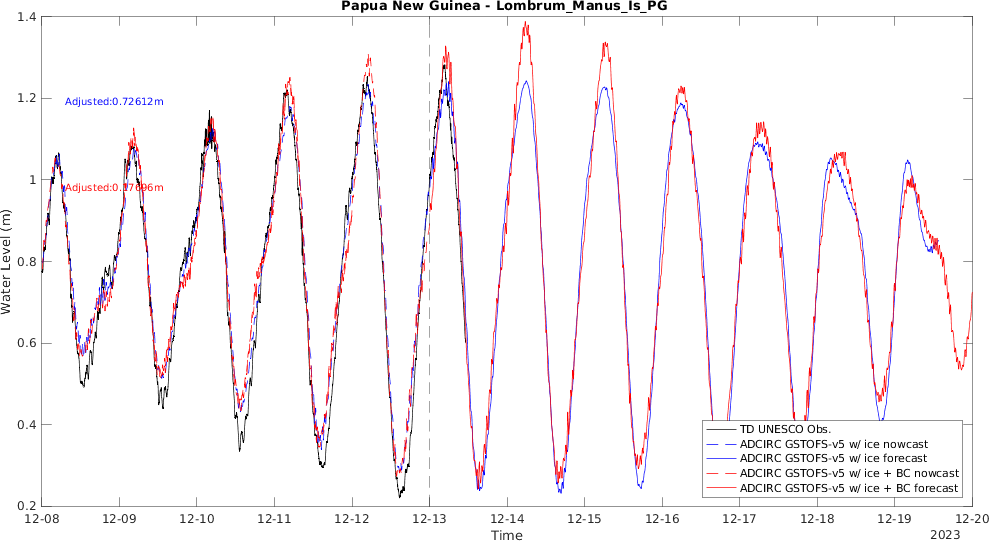 Papua New Guinea - Lombrum_Manus_Is_PG
1.4
1.2
1
0.8
0.6
0.4
0.2
Water Level (m)
Adjusted:0.72612m
Adjusted:0.17696m
TD UNESCO Obs.
ADCIRC GSTOFS-v5 w/ ice nowcast
ADCIRC GSTOFS-v5 w/ ice forecast
ADCIRC GSTOFS-v5 w/ ice + BC nowcast
ADCIRC GSTOFS-v5 w/ ice + BC forecast
12-08 12-09 12-10 12-11 12-12 12-13 12-14 12-15 12-16 12-17 12-18 12-19 12-20
Time
2023